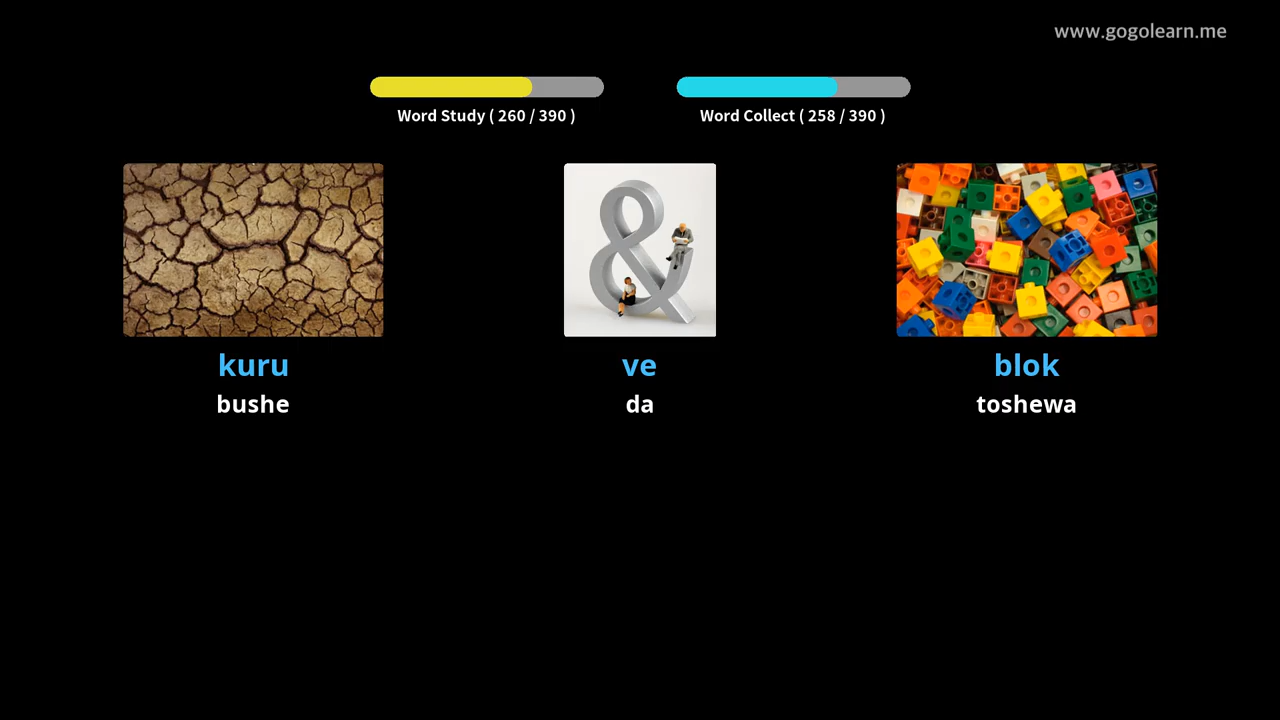 www.gogolearn.me
Word Study ( 260 / 390 )
Word Collect ( 258 / 390 )
&
kuru
ve
blok
bushe
da
toshewa